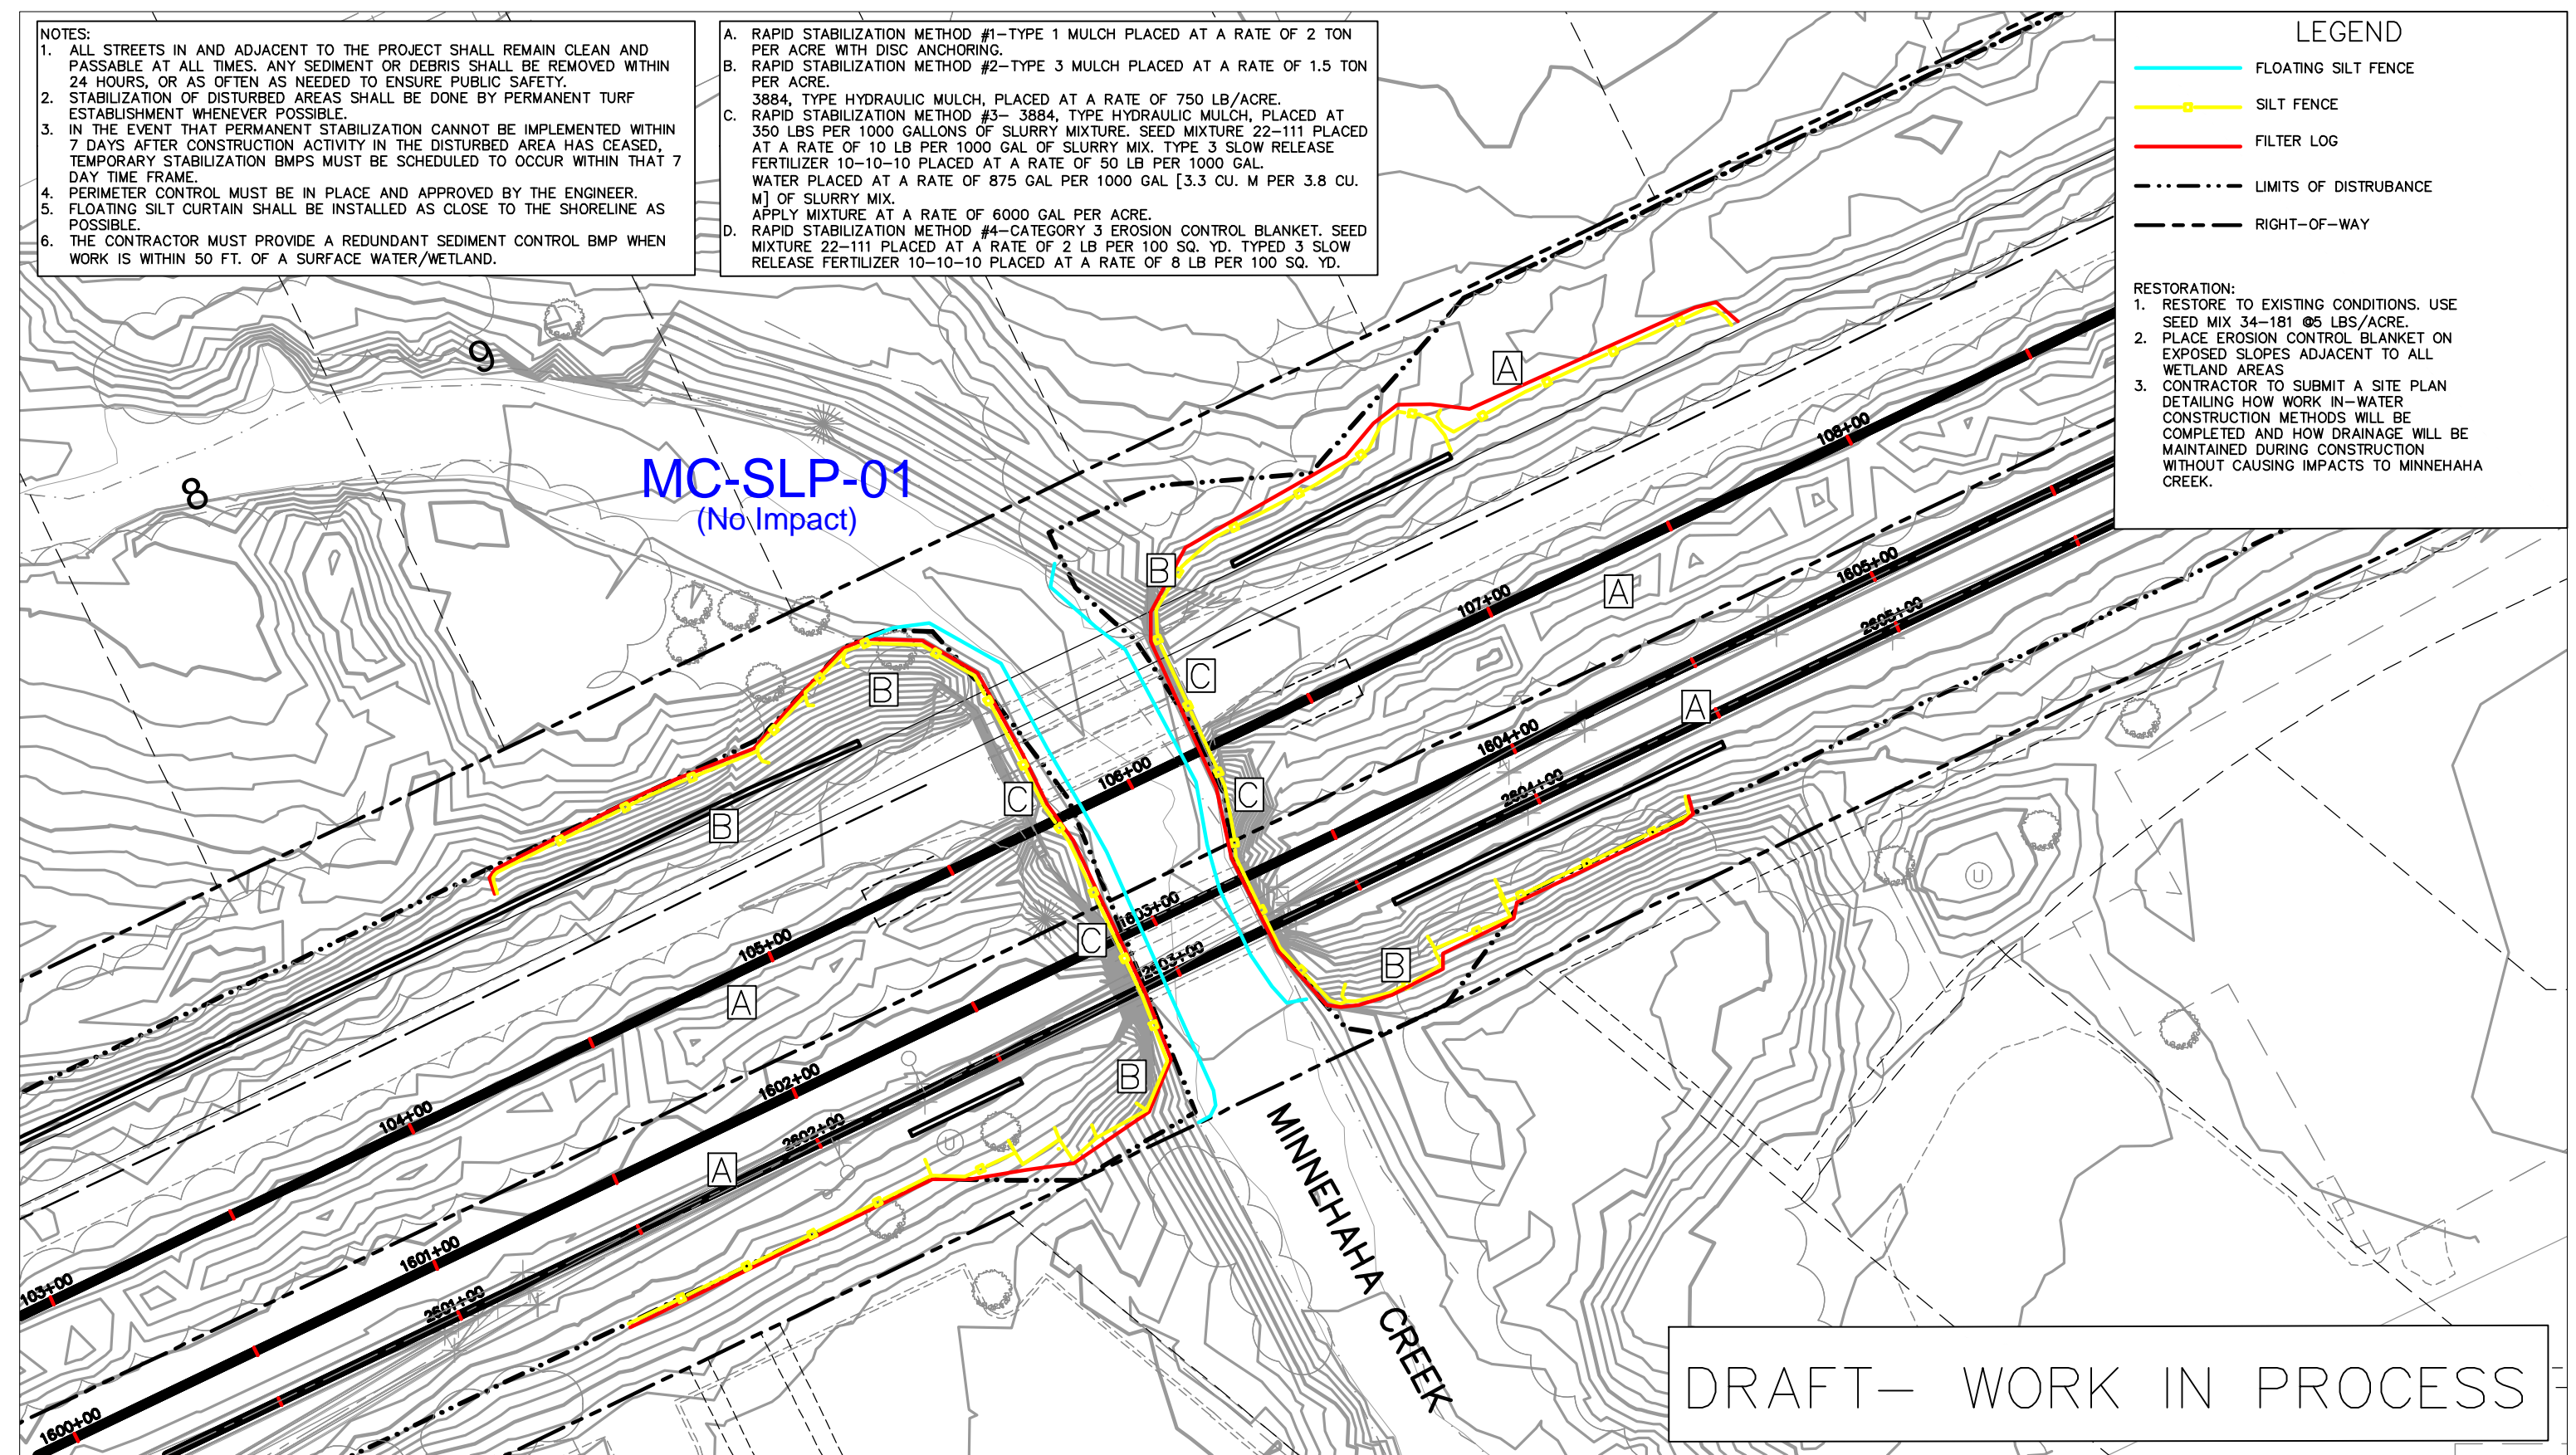 NOTES:
1. ALL STREETS IN AND ADJACENT TO THE PROJECT SHALL REMAIN CLEAN AND
PASSABLE AT ALL TIMES. ANY SEDIMENT OR DEBRIS SHALL BE REMOVED WITHIN
24 HOURS, OR AS OFTEN AS NEEDED TO ENSURE PUBLIC SAFETY.
2. STABILIZATION OF DISTURBED AREAS SHALL BE DONE BY PERMANENT TURF
ESTABLISHMENT WHENEVER POSSIBLE.
3. IN THE EVENT THAT PERMANENT STABILIZATION CANNOT BE IMPLEMENTED WITHIN
7 DAYS AFTER CONSTRUCTION ACTIVITY IN THE DISTURBED AREA HAS CEASED,
TEMPORARY STABILIZATION BMPS MUST BE SCHEDULED TO OCCUR WITHIN THAT 7
DAY TIME FRAME.
4. PERIMETER CONTROL MUST BE IN PLACE AND APPROVED BY THE ENGINEER.
5. FLOATING SILT CURTAIN SHALL BE INSTALLED AS CLOSE TO THE SHORELINE AS
POSSIBLE.
6. THE CONTRACTOR MUST PROVIDE A REDUNDANT SEDIMENT CONTROL BMP WHEN
WORK IS WITHIN 50 FT. OF A SURFACE WATER/WETLAND.
A. RAPID STABILIZATION METHOD #1-TYPE 1 MULCH PLACED AT A RATE OF 2 TON
PER ACRE WITH DISC ANCHORING.
B. RAPID STABILIZATION METHOD #2-TYPE 3 MULCH PLACED AT A RATE OF 1.5 TON
PER ACRE.
3884, TYPE HYDRAULIC MULCH, PLACED AT A RATE OF 750 LB/ACRE.
C. RAPID STABILIZATION METHOD #3- 3884, TYPE HYDRAULIC MULCH, PLACED AT
350 LBS PER 1000 GALLONS OF SLURRY MIXTURE. SEED MIXTURE 22-111 PLACED
AT A RATE OF 10 LB PER 1000 GAL OF SLURRY MIX. TYPE 3 SLOW RELEASE
FERTILIZER 10-10-10 PLACED AT A RATE OF 50 LB PER 1000 GAL.
WATER PLACED AT A RATE OF 875 GAL PER 1000 GAL [3.3 CU. M PER 3.8 CU.
M] OF SLURRY MIX.
APPLY MIXTURE AT A RATE OF 6000 GAL PER ACRE.
D. RAPID STABILIZATION METHOD #4-CATEGORY 3 EROSION CONTROL BLANKET. SEED
MIXTURE 22-111 PLACED AT A RATE OF 2 LB PER 100 SQ. YD. TYPED 3 SLOW
RELEASE FERTILIZER 10-10-10 PLACED AT A RATE OF 8 LB PER 100 SQ. YD.
LEGEND
FLOATING SILT FENCE
SILT FENCE
FILTER LOG
LIMITS OF DISTRUBANCE
RIGHT-OF-WAY
RESTORATION:
1. RESTORE TO EXISTING CONDITIONS. USE
SEED MIX 34-181 @5 LBS/ACRE.
2. PLACE EROSION CONTROL BLANKET ON
EXPOSED SLOPES ADJACENT TO ALL
WETLAND AREAS
3. CONTRACTOR TO SUBMIT A SITE PLAN
DETAILING HOW WORK IN-WATER
CONSTRUCTION METHODS WILL BE
COMPLETED AND HOW DRAINAGE WILL BE
MAINTAINED DURING CONSTRUCTION
WITHOUT CAUSING IMPACTS TO MINNEHAHA
CREEK.
9
8
MC-SLP-01
(No Impact)
A
108+00
B
1605+00
107+00
A
2605+00
C
B
A
1604+00
106+00
2604+00
C
C
B
1603+00
105+00
C
2603+00
B
U
A
B
1602+00
104+00
2602+00
U
A
MINNEHAHA CREEK
1601+00
103+00
2601+00
1600+00
DRAFT- WORK IN PROCESS